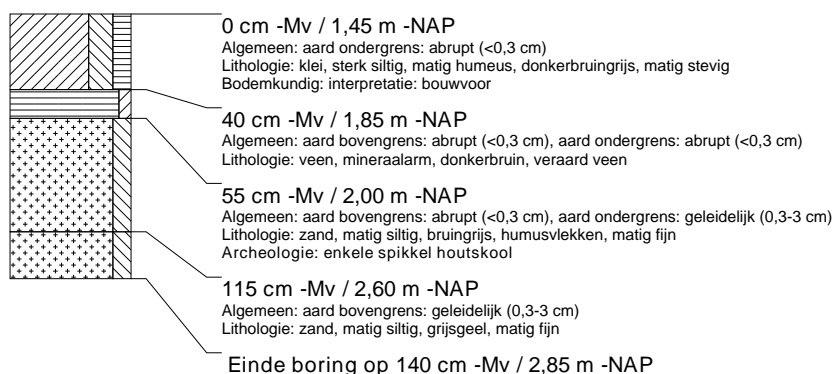 0 cm -Mv / 1,45 m -NAP
Algemeen: aard ondergrens: abrupt (<0,3 cm)
Lithologie: klei, sterk siltig, matig humeus, donkerbruingrijs, matig stevig
Bodemkundig: interpretatie: bouwvoor
40 cm -Mv / 1,85 m -NAP
Algemeen: aard bovengrens: abrupt (<0,3 cm), aard ondergrens: abrupt (<0,3 cm)
Lithologie: veen, mineraalarm, donkerbruin, veraard veen
55 cm -Mv / 2,00 m -NAP
Algemeen: aard bovengrens: abrupt (<0,3 cm), aard ondergrens: geleidelijk (0,3-3 cm)
Lithologie: zand, matig siltig, bruingrijs, humusvlekken, matig fijn
Archeologie: enkele spikkel houtskool
115 cm -Mv / 2,60 m -NAP
Algemeen: aard bovengrens: geleidelijk (0,3-3 cm)
Lithologie: zand, matig siltig, grijsgeel, matig fijn
Einde boring op 140 cm -Mv / 2,85 m -NAP